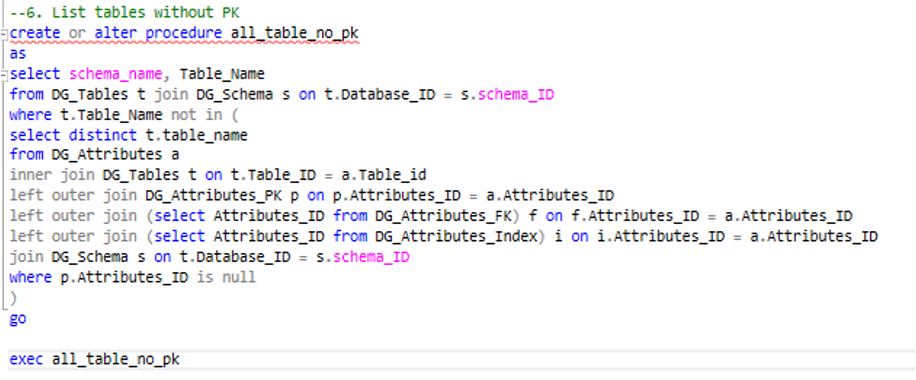 --6. List tables without PK
create or alter procedure all_table_no_pk
as
select schema_name, Table_Name
from DG_Tables t join DG_Schema s on t.Database_ID = s.schema_ID
where t.Table_Name not in (
select distinct t.table_name
from DG_Attributes a
inner join DG_Tables t on t.Table_ID = a.Table_id
left outer join DG_Attributes_PK p on p.Attributes_ID = a.Attributes_ID
left outer join (select Attributes_ID from DG_Attributes_FK) f on f.Attributes_ID = a.Attributes_ID
left outer join (select Attributes_ID from DG_Attributes_Index) i on i.Attributes_ID = a.Attributes_ID
join DG_Schema s on t.Database_ID = s.schema_ID
where p.Attributes_ID is null
)
go
exec all_table_no_pk